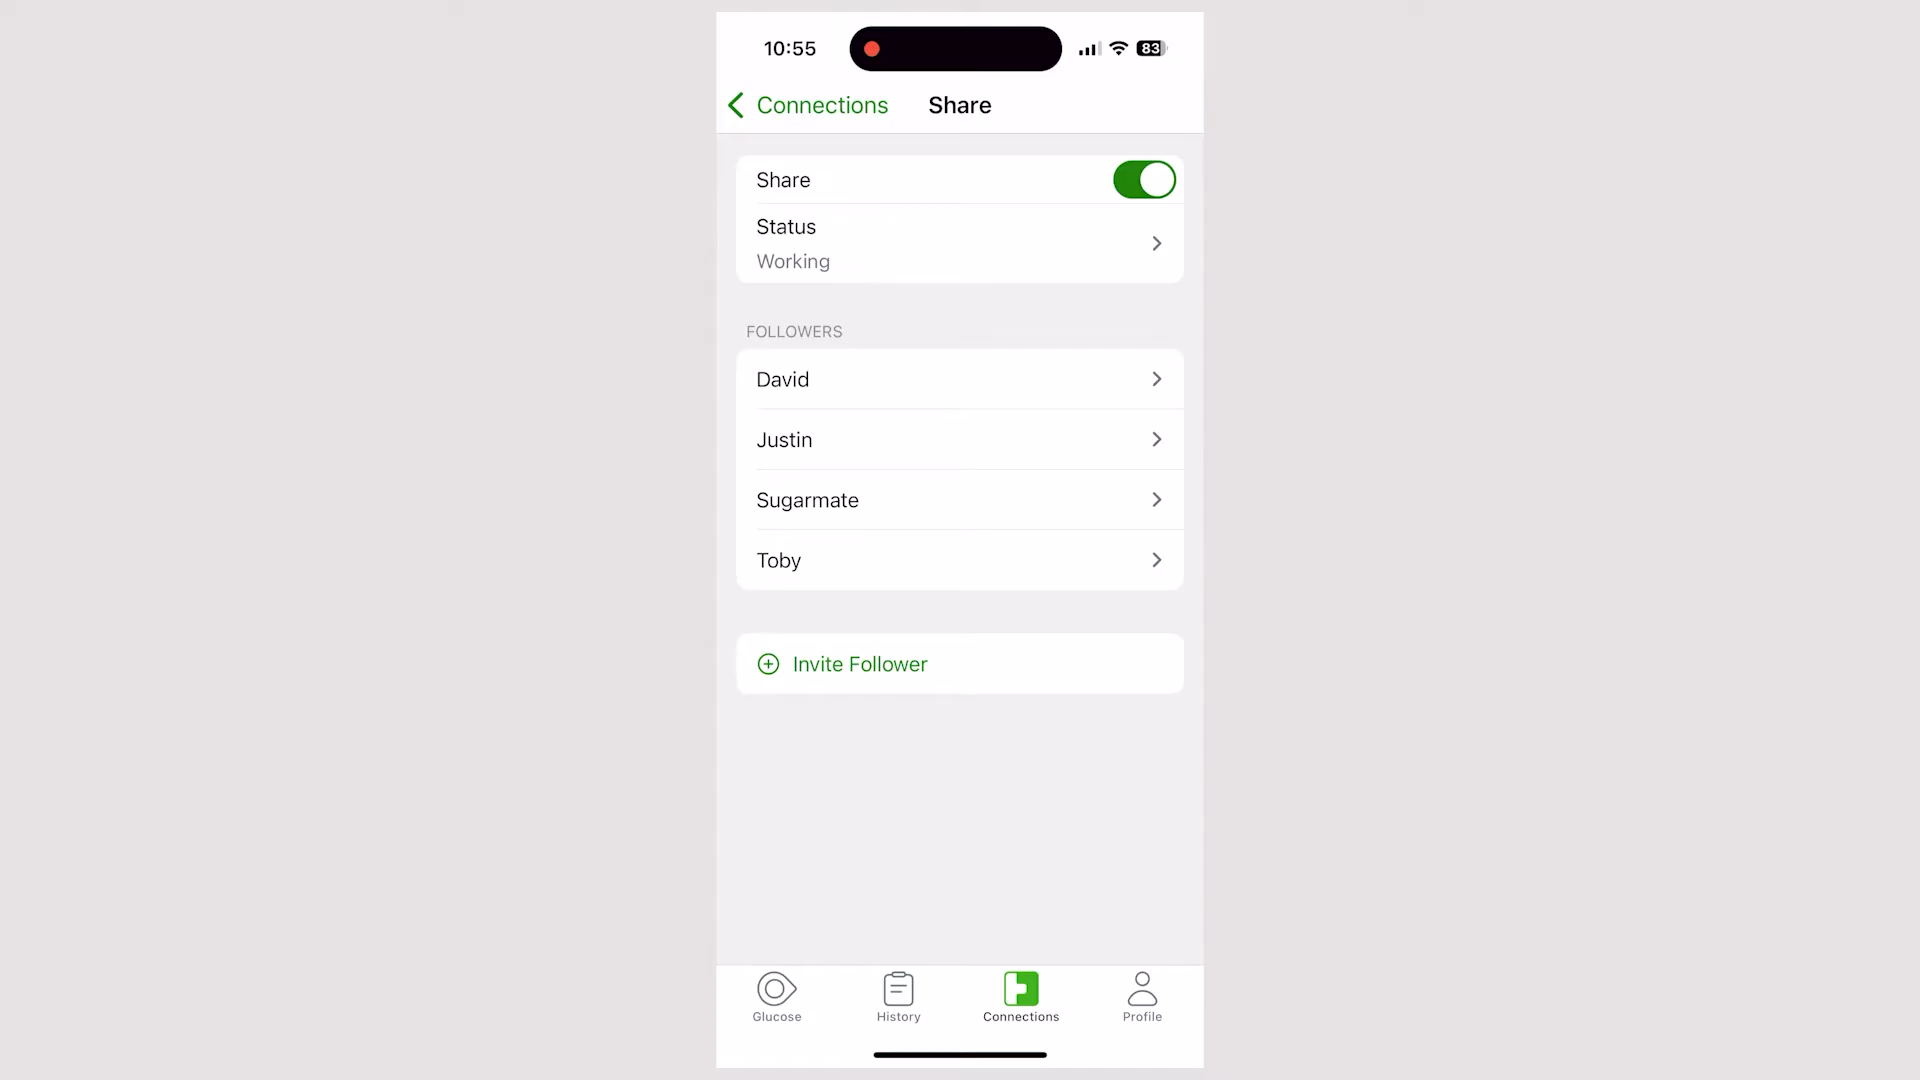 10:55
83
Connections
Share
Share
Status
Working
FOLLOWERS
David
Justin
Sugarmate
Toby
Invite Follower
Glucose
History
Connections
Profile